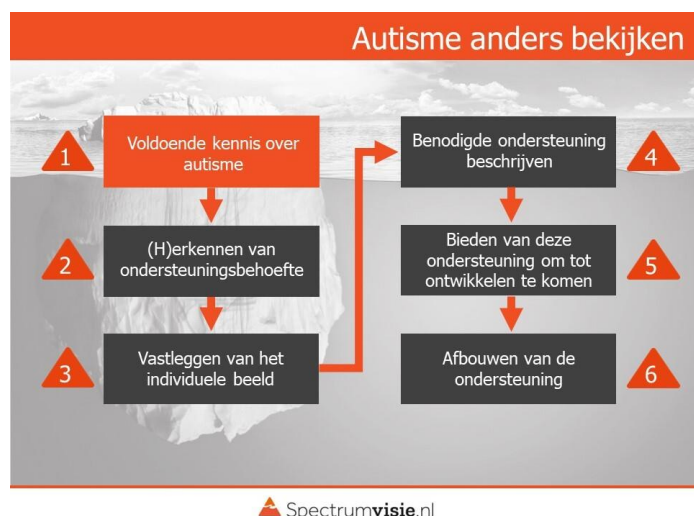 Autisme anders bekijken
1
Voldoende kennis over
autisme
2
(H)erkennen van
ondersteuningsbehoefte
3
Vastleggen van het
individuele beeld
4
Benodigde ondersteuning
beschrijven
5
Bieden van deze
ondersteuning om tot
ontwikkelen te komen
6
Afbouwen van de
ondersteuning
Spectrumvisie.nl